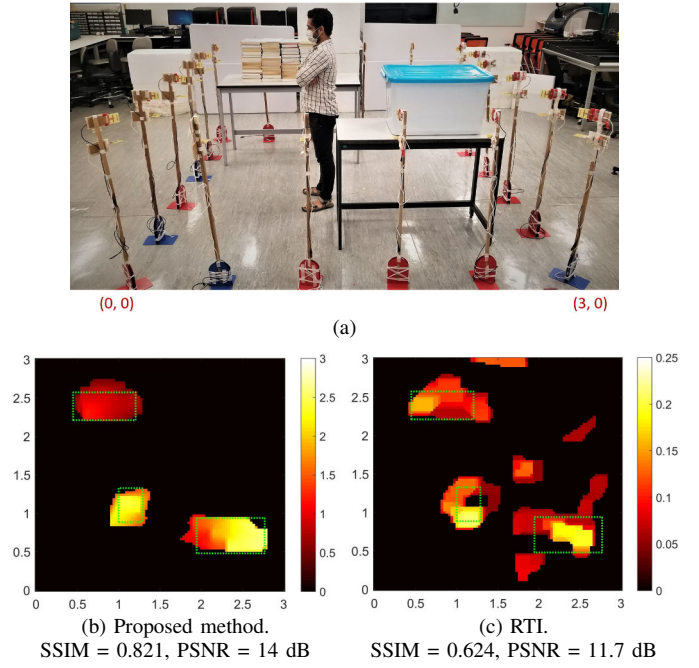 (0, 0) (3, 0)
(a)
3 3 3 0.25
2.5 2.5 2.5 0.2
2 2 2
1.5 1.5 1.5 0.15
1 1 1 0.1
0.5 0.5 0.5 0.05
0 0 0 0
0 0.5 1 1.5 2 2.5 3 0 0.5 1 1.5 2 2.5 3
(b) Proposed method. (c) RTI.
SSIM = 0.821, PSNR = 14 dB SSIM = 0.624, PSNR = 11.7 dB